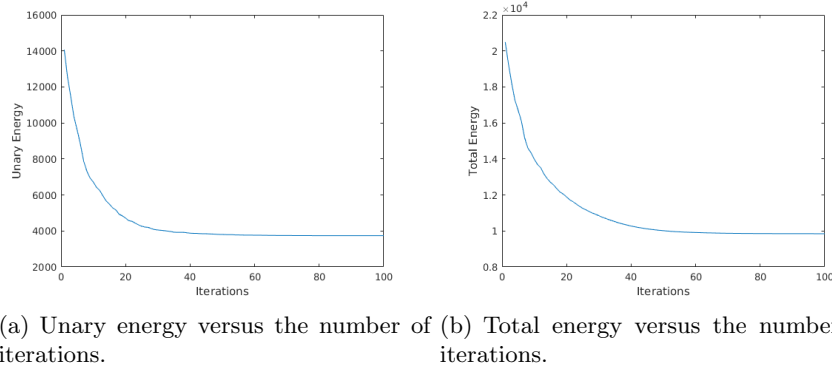 16000
14000
12000
10000
8000
6000
4000
2000
Unary Energy
0 20 40 60 80 100
Iterations
×10⁴
2.2
2
1.8
1.6
1.4
1.2
1
0.8
Total Energy
0 20 40 60 80 100
Iterations
(a) Unary energy versus the number of
iterations.
(b) Total energy versus the number
iterations.